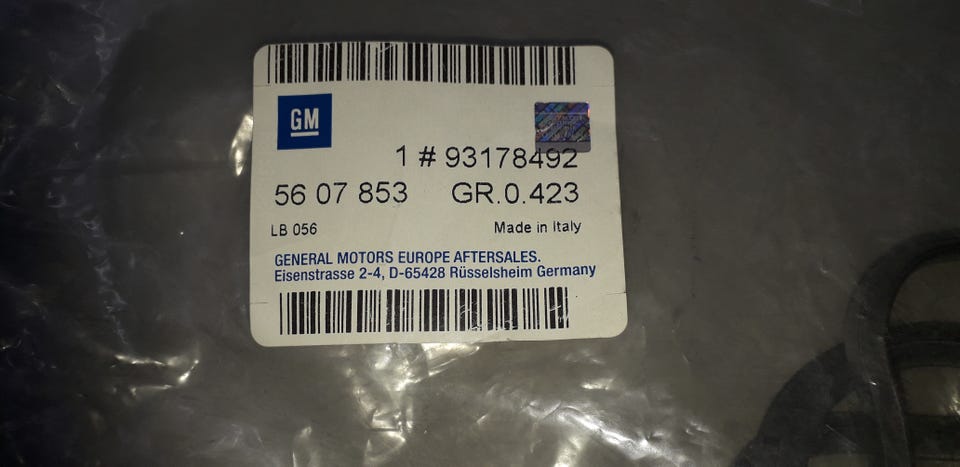 GM
1 # 93178492
56 07 853 GR.0.423
LB 056 Made in Italy
GENERAL MOTORS EUROPE AFTERSALES.
Eisenstrasse 2-4, D-65428 Rüsselsheim Germany